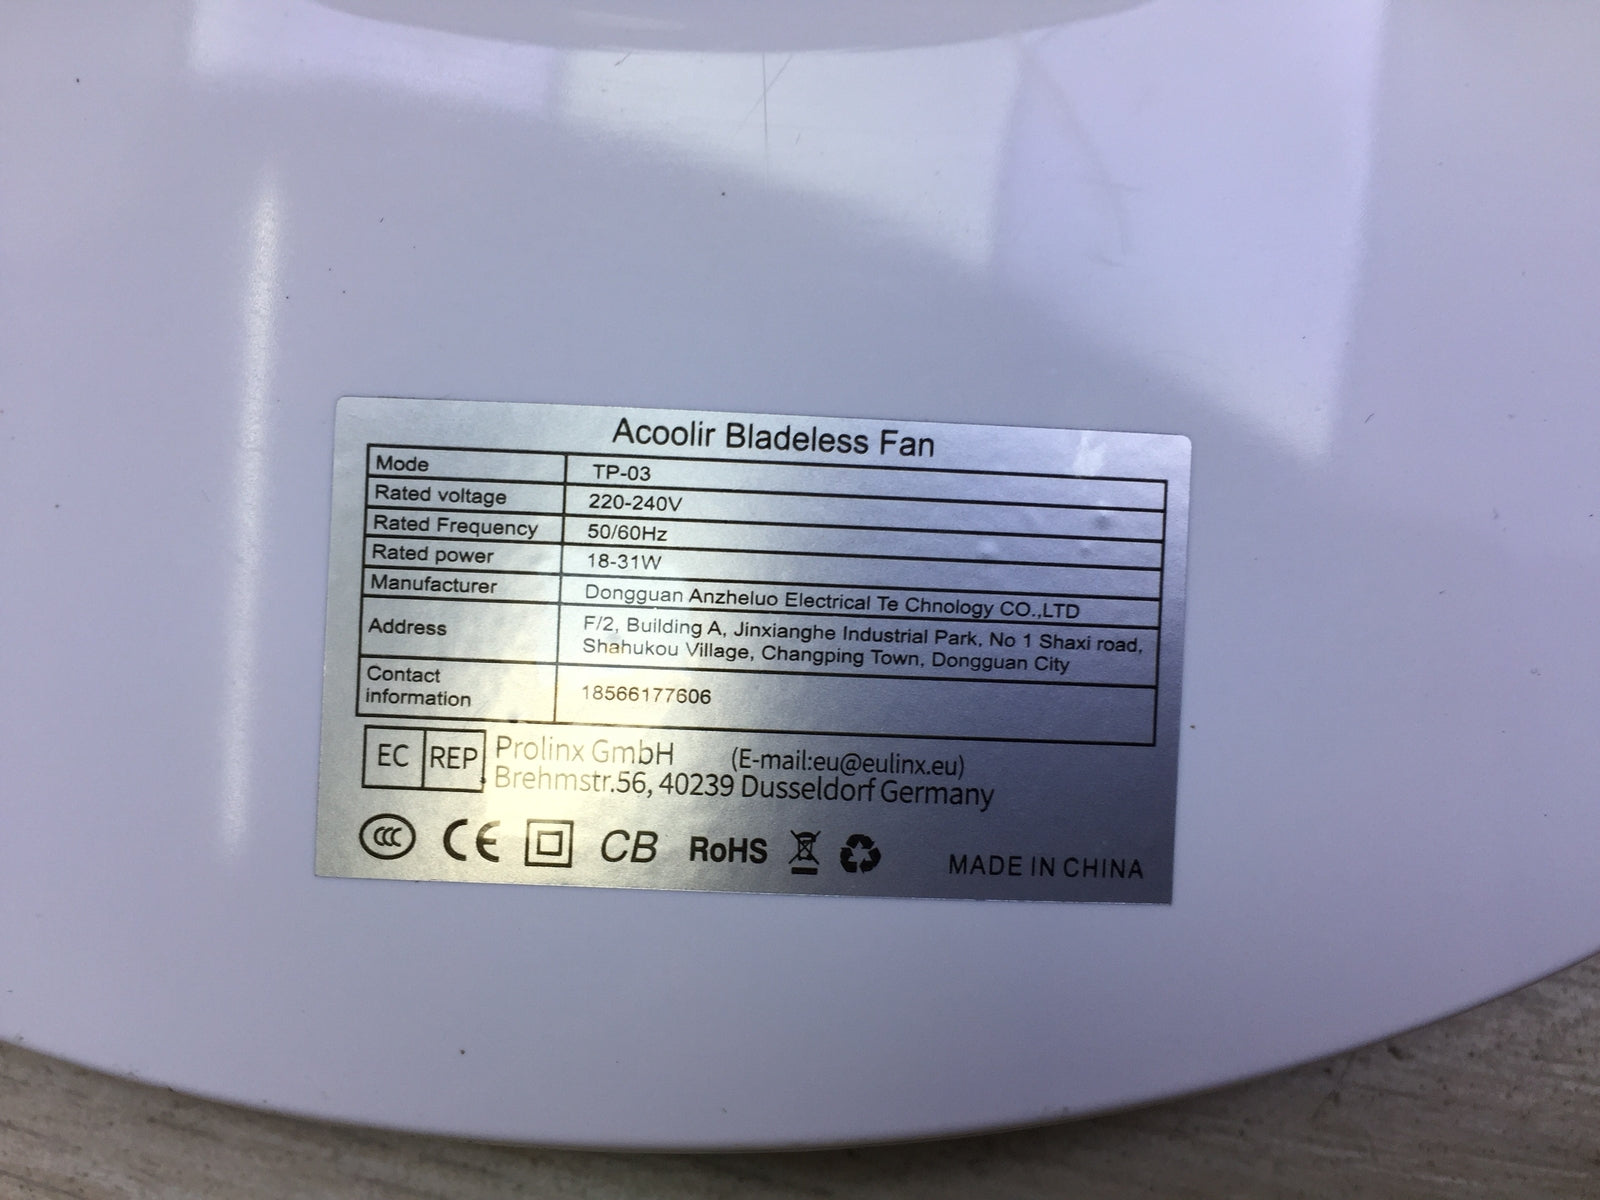 Acoolir Bladeless Fan
Mode TP-03
Rated voltage 220-240V
Rated Frequency 50/60Hz
Rated power 18-31W
Manufacturer Dongguan Anzheluo Electrical Te Chnology CO.,LTD
Address F/2, Building A, Jinxianghe Industrial Park, No 1 Shaxi road,
Shahukou Village, Changping Town, Dongguan City
Contact
information 18566177606
EC REP Prolinx GmbH (E-mail:eu@eulinx.eu)
Brehmstr.56, 40239 Dusseldorf Germany
CCC CE CB RoHS MADE IN CHINA